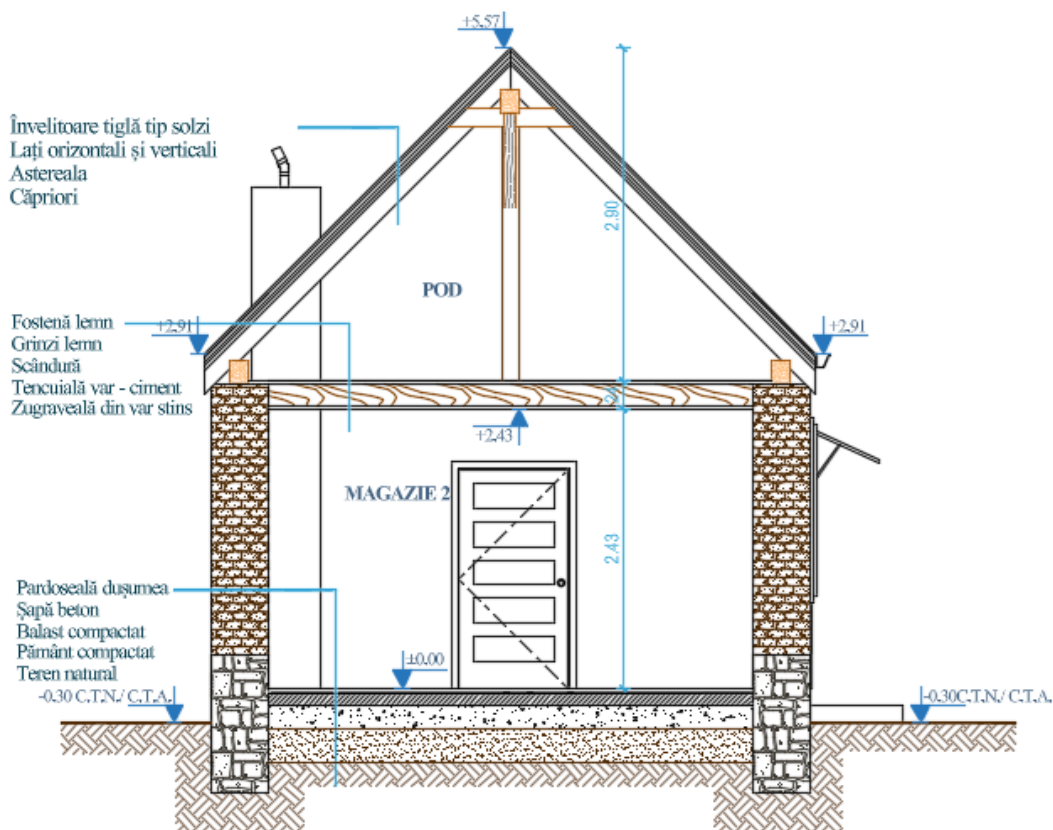 +5.57
Învelitoare țiglă tip solzi
Lați orizontali și verticali
Astereala
Căpriori
2.90
POD
Fostenă lemn
+2.91
+2.91
Grinzi lemn
Scândură
Tencuială var - ciment
Zugraveală din var stins
+2.43
MAGAZIE 2
2.43
Pardoseală dușumea
Șapă beton
Balast compactat
Pământ compactat
Teren natural
±0.00
-0.30 C.T.N./ C.T.A.
-0.30C.T.N./ C.T.A.